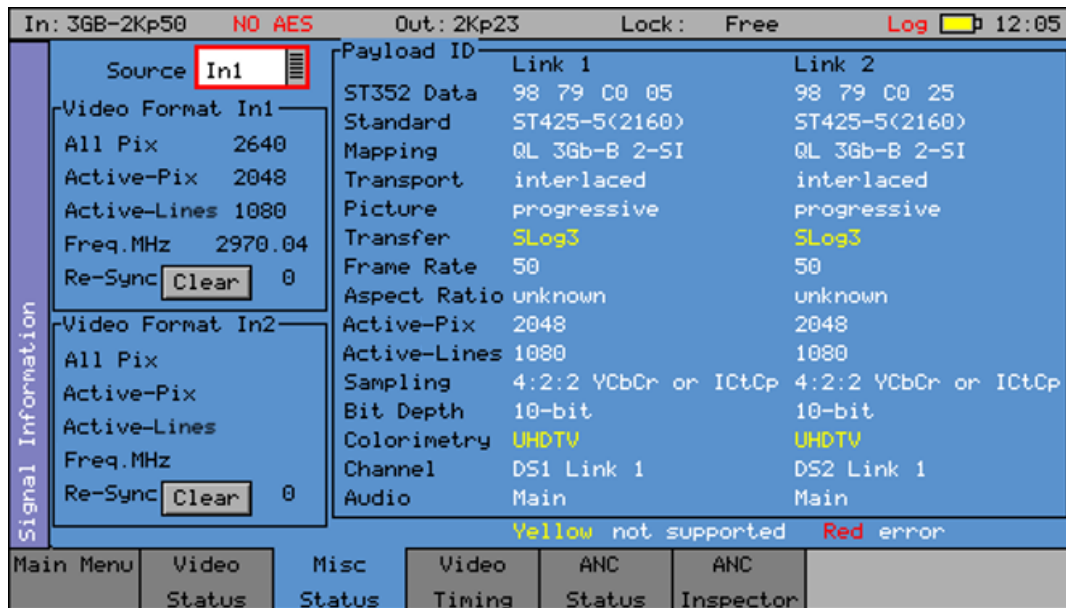 In: 3GB-2Kp50 NO AES Out: 2Kp23 Lock: Free Log 12:05
Signal Information
Source In1
Video Format In1
All Pix 2640
Active-Pix 2048
Active-Lines 1080
Freq.MHz 2970.04
Re-Sync Clear 0
Video Format In2
All Pix
Active-Pix
Active-Lines
Freq.MHz
Re-Sync Clear 0
Payload ID
Link 1 Link 2
ST352 Data 98 79 C0 05 98 79 C0 25
Standard ST425-5(2160) ST425-5(2160)
Mapping QL 3Gb-B 2-SI QL 3Gb-B 2-SI
Transport interlaced interlaced
Picture progressive progressive
Transfer SLog3 SLog3
Frame Rate 50 50
Aspect Ratio unknown unknown
Active-Pix 2048 2048
Active-Lines 1080 1080
Sampling 4:2:2 YCbCr or ICtCp 4:2:2 YCbCr or ICtCp
Bit Depth 10-bit 10-bit
Colorimetry UHDTV UHDTV
Channel DS1 Link 1 DS2 Link 1
Audio Main Main
Yellow not supported Red error
Main Menu Video Misc Video ANC ANC
Status Status Timing Status Inspector